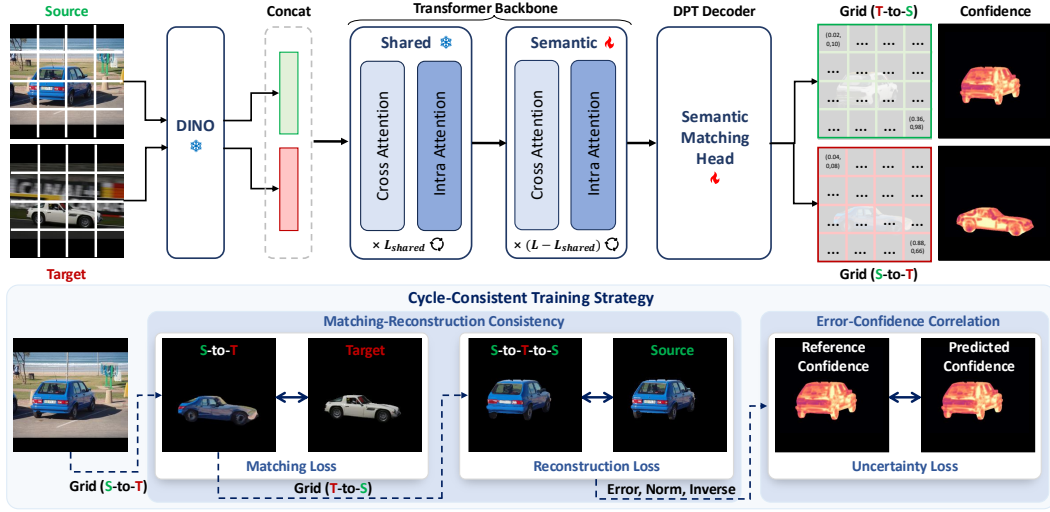 Source
Concat
Transformer Backbone
DPT Decoder
Grid (T-to-S)
Confidence
DINO
Shared
Semantic
Cross Attention
Intra Attention
Cross Attention
Intra Attention
× L_shared
× (L − L_shared)
Semantic
Matching
Head
(0.02,
0,10)
... ... ...
... ... ... ...
... ... ... ...
... ... ...
(0.36,
0,98)
(0.04,
0,08)
... ... ...
... ... ... ...
... ... ... ...
... ... ...
(0.88,
0,66)
Target
Grid (S-to-T)
Cycle-Consistent Training Strategy
Matching-Reconstruction Consistency
Error-Confidence Correlation
S-to-T
Target
S-to-T-to-S
Source
Reference
Confidence
Predicted
Confidence
Matching Loss
Reconstruction Loss
Uncertainty Loss
Grid (S-to-T)
Grid (T-to-S)
Error, Norm, Inverse